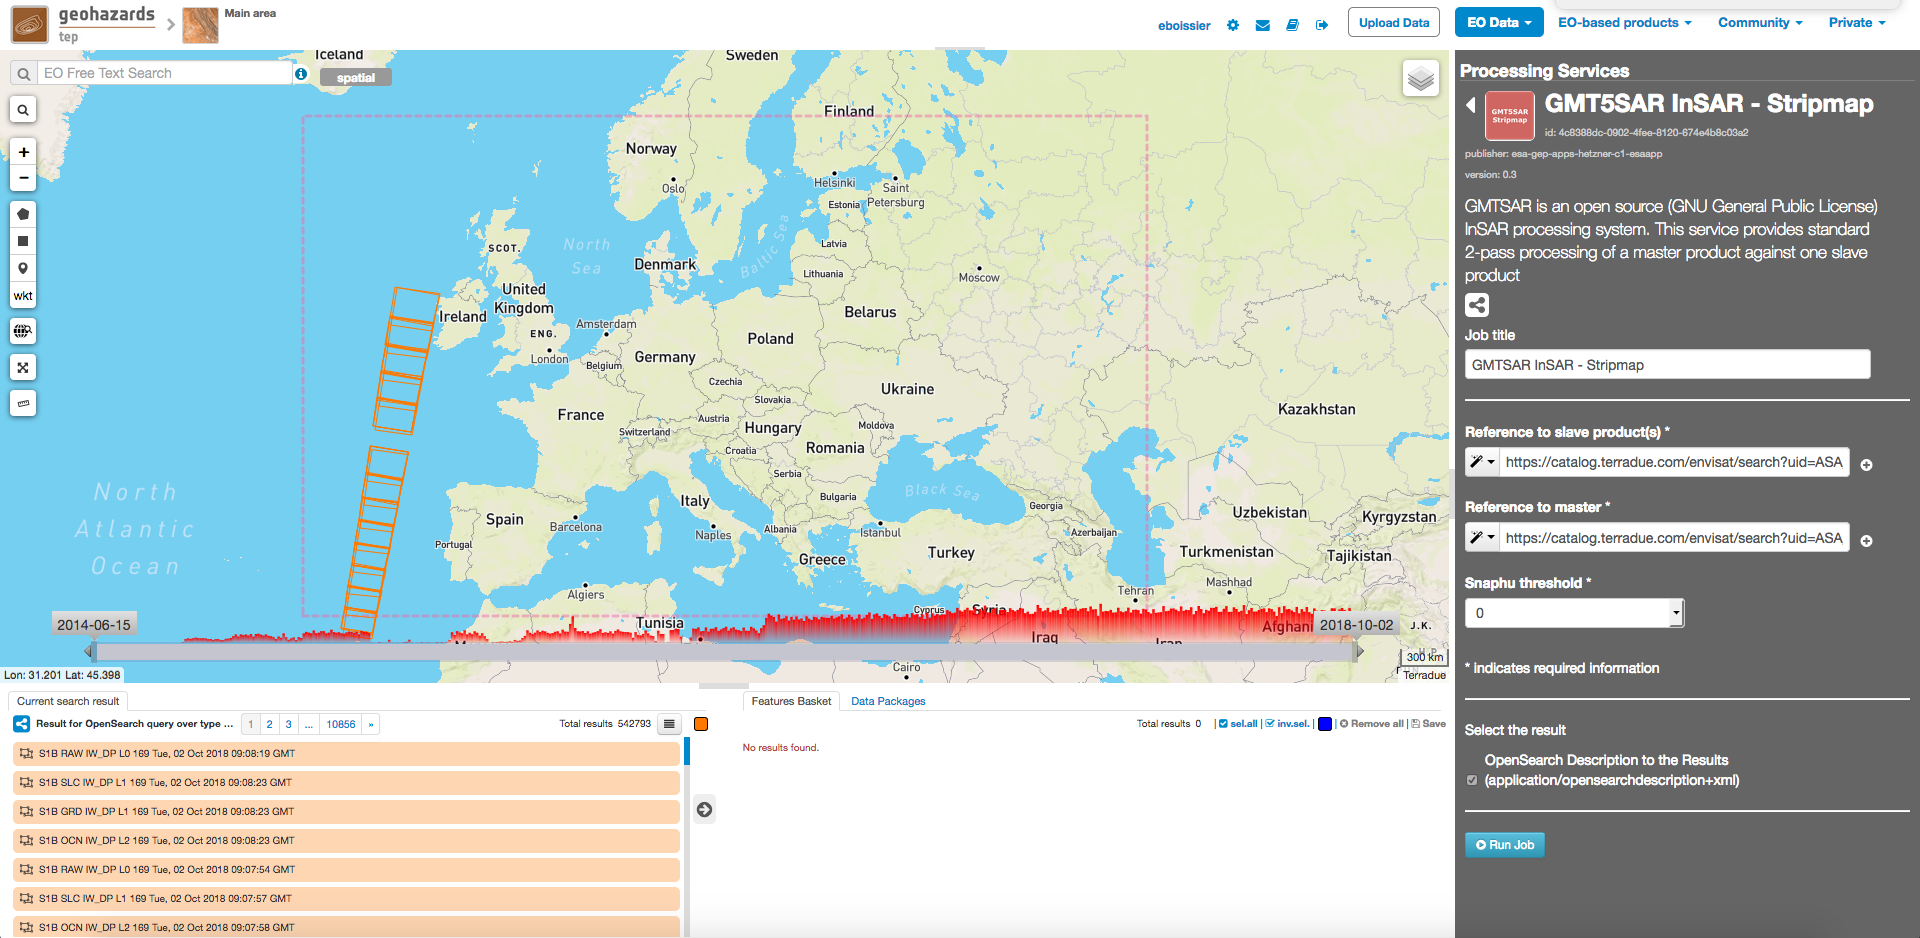 geohazards
tep
Main area
eboissier
Upload Data
EO Data
EO-based products
Community
Private
EO Free Text Search
spatial
wkt
Iceland
Sweden
Finland
Norway
Oslo
Helsinki
Saint
Petersburg
Estonia
Latvia
Lithuania
Moscow
North
Sea
Baltic Sea
SCOT.
Denmark
United
Kingdom
Ireland
ENG.
London
Amsterdam
Belgium
Germany
Poland
Belarus
Czechia
Slovakia
Ukraine
Kazakhstan
France
Switzerland
Austria
Hungary
Moldova
Croatia
Romania
Serbia
Italy
Bulgaria
Black Sea
Georgia
Uzbekistan
Kyrgyzstan
North
Atlantic
Ocean
Spain
Barcelona
Portugal
Naples
Albania
Istanbul
Azerbaijan
Greece
Turkey
Turkmenistan
Tajikistan
Mashhad
Algiers
Tehran
Cyprus
Syria
Tunisia
Afghani
J.K.
Iraq
Iran
Cairo
2014-06-15
2018-10-02
300 km
Terradue
Lon: 31.201 Lat: 45.398
Current search result
Result for OpenSearch query over type ...
1 2 3 ... 10856 »
Total results 542793
S1B RAW IW_DP L0 169 Tue, 02 Oct 2018 09:08:19 GMT
S1B SLC IW_DP L1 169 Tue, 02 Oct 2018 09:08:23 GMT
S1B GRD IW_DP L1 169 Tue, 02 Oct 2018 09:08:23 GMT
S1B OCN IW_DP L2 169 Tue, 02 Oct 2018 09:08:23 GMT
S1B RAW IW_DP L0 169 Tue, 02 Oct 2018 09:07:54 GMT
S1B SLC IW_DP L1 169 Tue, 02 Oct 2018 09:07:57 GMT
S1B OCN IW_DP L2 169 Tue, 02 Oct 2018 09:07:58 GMT
Features Basket
Data Packages
Total results 0 | sel.all | inv.sel. | | Remove all | Save
No results found.
Processing Services
GMT5SAR
Stripmap
GMT5SAR InSAR - Stripmap
id: 4c8388dc-0902-4fee-8120-674e4b8c03a2
publisher: esa-gep-apps-hetzner-c1-esaapp
version: 0.3
GMTSAR is an open source (GNU General Public License)
InSAR processing system. This service provides standard
2-pass processing of a master product against one slave
product
Job title
GMTSAR InSAR - Stripmap
Reference to slave product(s) *
https://catalog.terradue.com/envisat/search?uid=ASA
Reference to master *
https://catalog.terradue.com/envisat/search?uid=ASA
Snaphu threshold *
0
* indicates required information
Select the result
OpenSearch Description to the Results
(application/opensearchdescription+xml)
Run Job